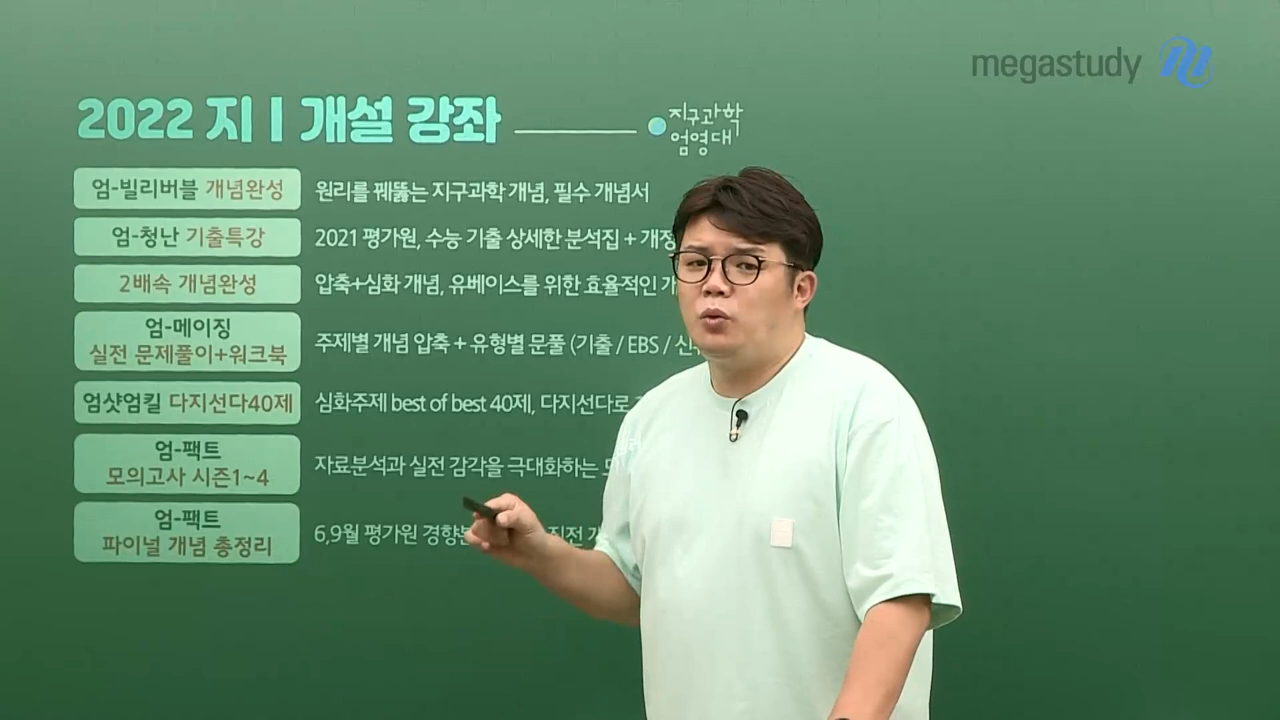 megastudy
2022 지 I 개설 강좌
지구과학
엄영대
엄-빌리버블 개념완성
원리를 꿰뚫는 지구과학 개념, 필수 개념서
엄-청난 기출특강
2021 평가원, 수능 기출 상세한 분석집 + 개정
2배속 개념완성
압축+심화 개념, 유베이스를 위한 효율적인
엄-메이징
실전 문제풀이+워크북
주제별 개념 압축 + 유형별 문풀 (기출 / EBS /
엄샷엄킬 다지선다40제
심화주제 best of best 40제, 다지선다로
엄-팩트
모의고사 시즌1~4
자료분석과 실전 감각을 극대화하는
엄-팩트
파이널 개념 총정리
6,9월 평가원 경향 직전